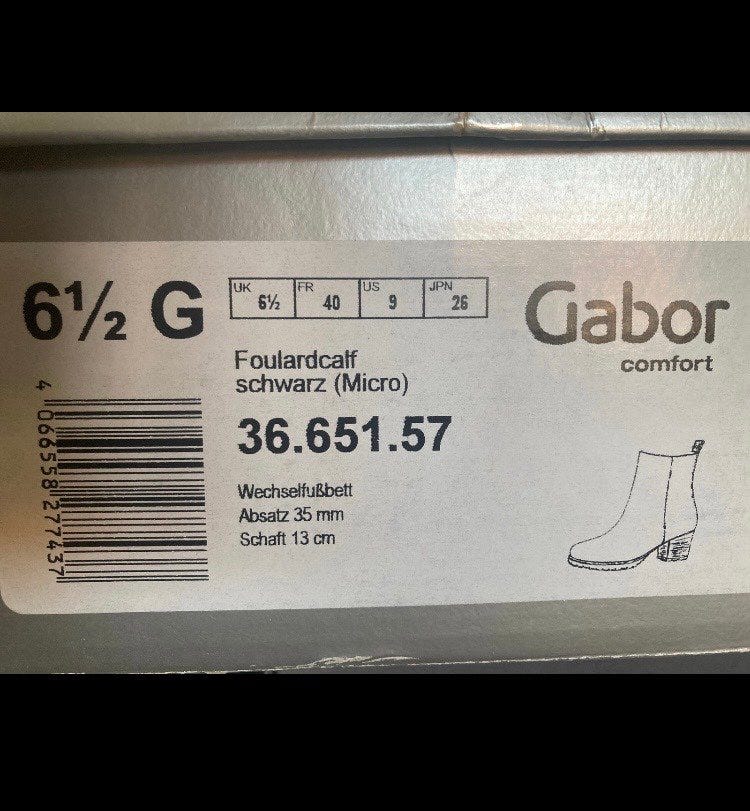 6½ G
UK 6½ FR 40 US 9 JPN 26
Gabor
comfort
Foulardcalf
schwarz (Micro)
36.651.57
Wechselfußbett
Absatz 35 mm
Schaft 13 cm
4 066558 277437